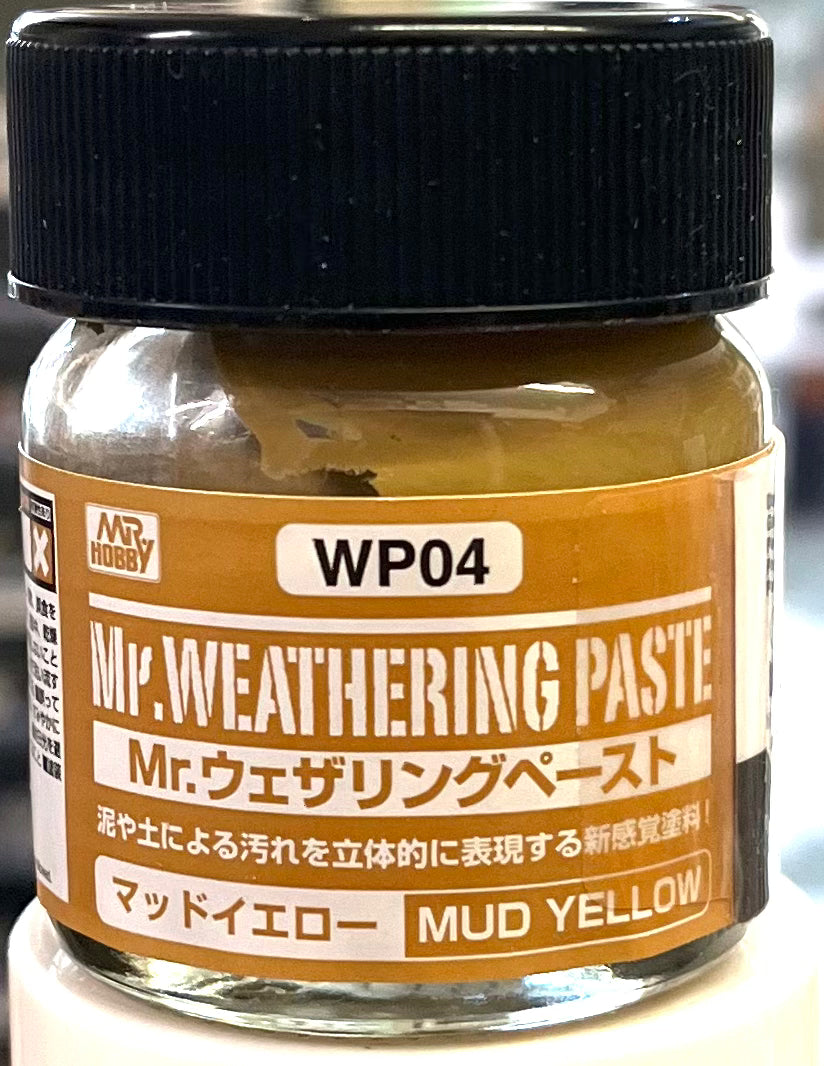 MR.
HOBBY
WP04
Mr.WEATHERING PASTE
Mr.ウェザリングペースト
泥や土による汚れを立体的に表現する新感覚塗料!
マッドイエロー MUD YELLOW